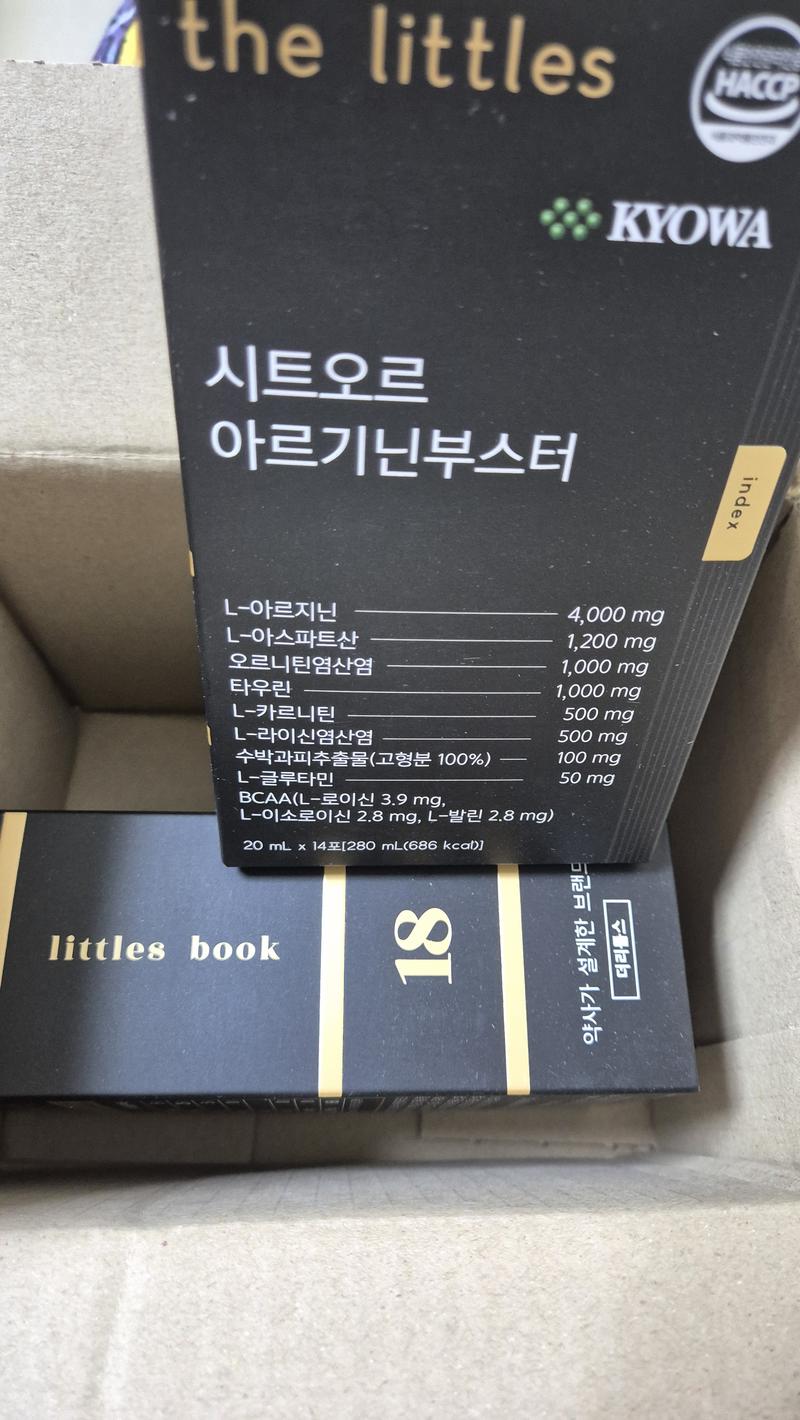 the littles
HACCP
KYOWA
시트오르
아르기닌부스터
index
L-아르지닌 4,000 mg
L-아스파트산 1,200 mg
오르니틴염산염 1,000 mg
타우린 1,000 mg
L-카르니틴 500 mg
L-라이신염산염 500 mg
수박과피추출물(고형분 100%) 100 mg
L-글루타민 50 mg
BCAA(L-로이신 3.9 mg,
L-이소로이신 2.8 mg, L-발린 2.8 mg)
20 mL x 14포[280 mL(686 kcal)]
littles book
18
약사가 설계한 브랜드
더리틀스